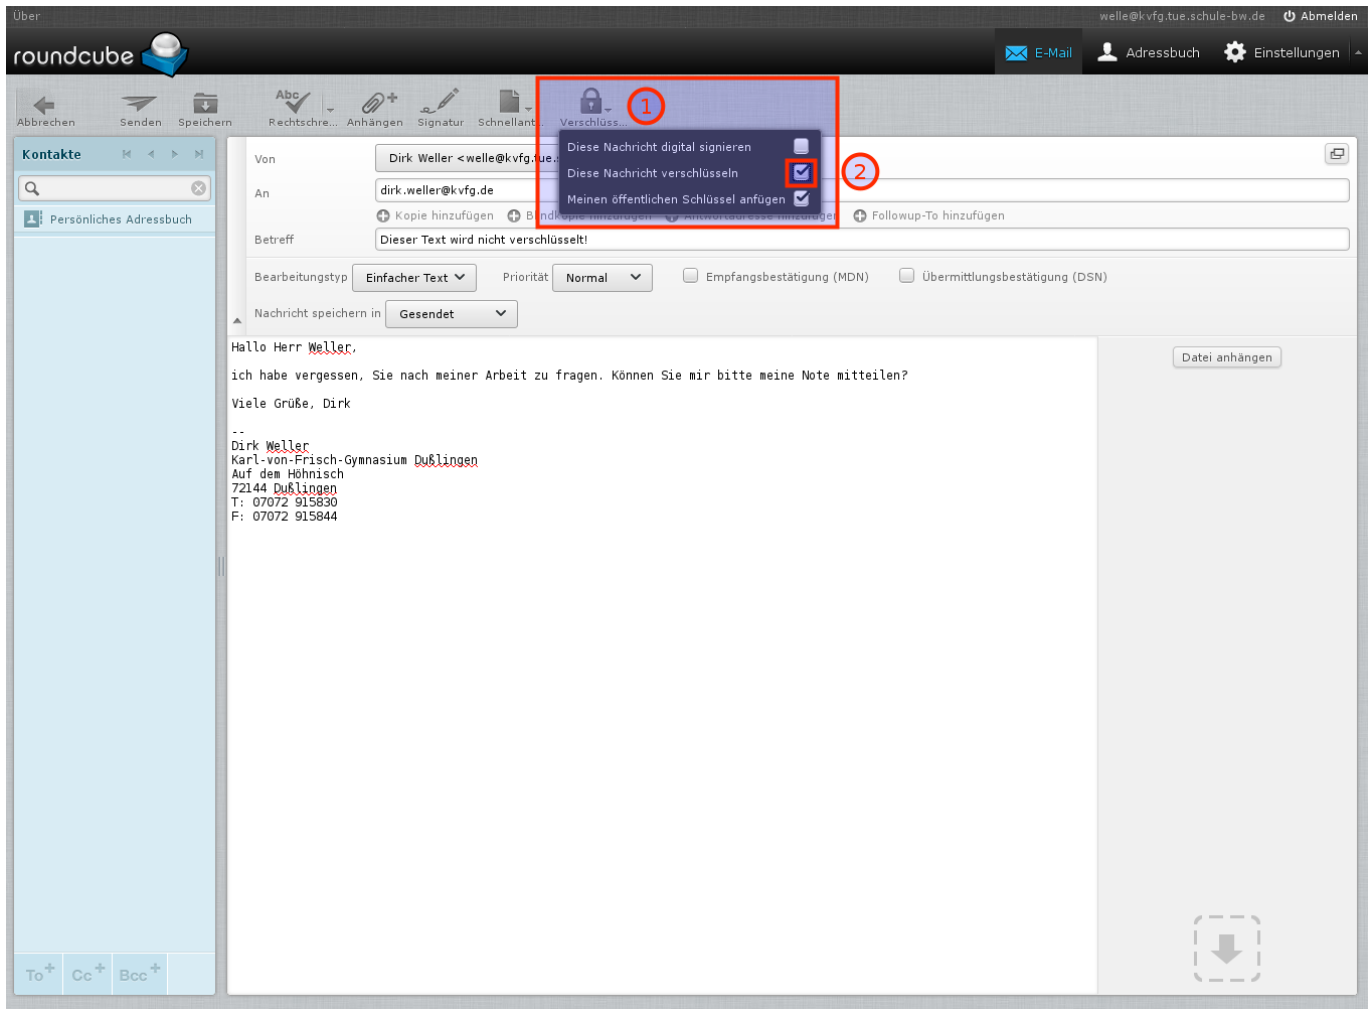 Über
welle@kvfg.tue.schule-bw.de Abmelden
roundcube
E-Mail Adressbuch Einstellungen
Abbrechen Senden Speichern Abc Rechtschre... Anhängen Signatur Schnellant... Verschlüss...
1
Kontakte
Persönliches Adressbuch
Von Dirk Weller <welle@kvfg.tue.
Diese Nachricht digital signieren
Diese Nachricht verschlüsseln
2
Meinen öffentlichen Schlüssel anfügen
An dirk.weller@kvfg.de
Kopie hinzufügen Blindkopie hinzufügen Antwortadresse hinzufügen Followup-To hinzufügen
Betreff Dieser Text wird nicht verschlüsselt!
Bearbeitungstyp Einfacher Text Priorität Normal Empfangsbestätigung (MDN) Übermittlungsbestätigung (DSN)
Nachricht speichern in Gesendet
Hallo Herr Weller,
ich habe vergessen, Sie nach meiner Arbeit zu fragen. Können Sie mir bitte meine Note mitteilen?
Viele Grüße, Dirk
--
Dirk Weller
Karl-von-Frisch-Gymnasium Dußlingen
Auf dem Höhnisch
72144 Dußlingen
T: 07072 915830
F: 07072 915844
Datei anhängen
To+ Cc+ Bcc+